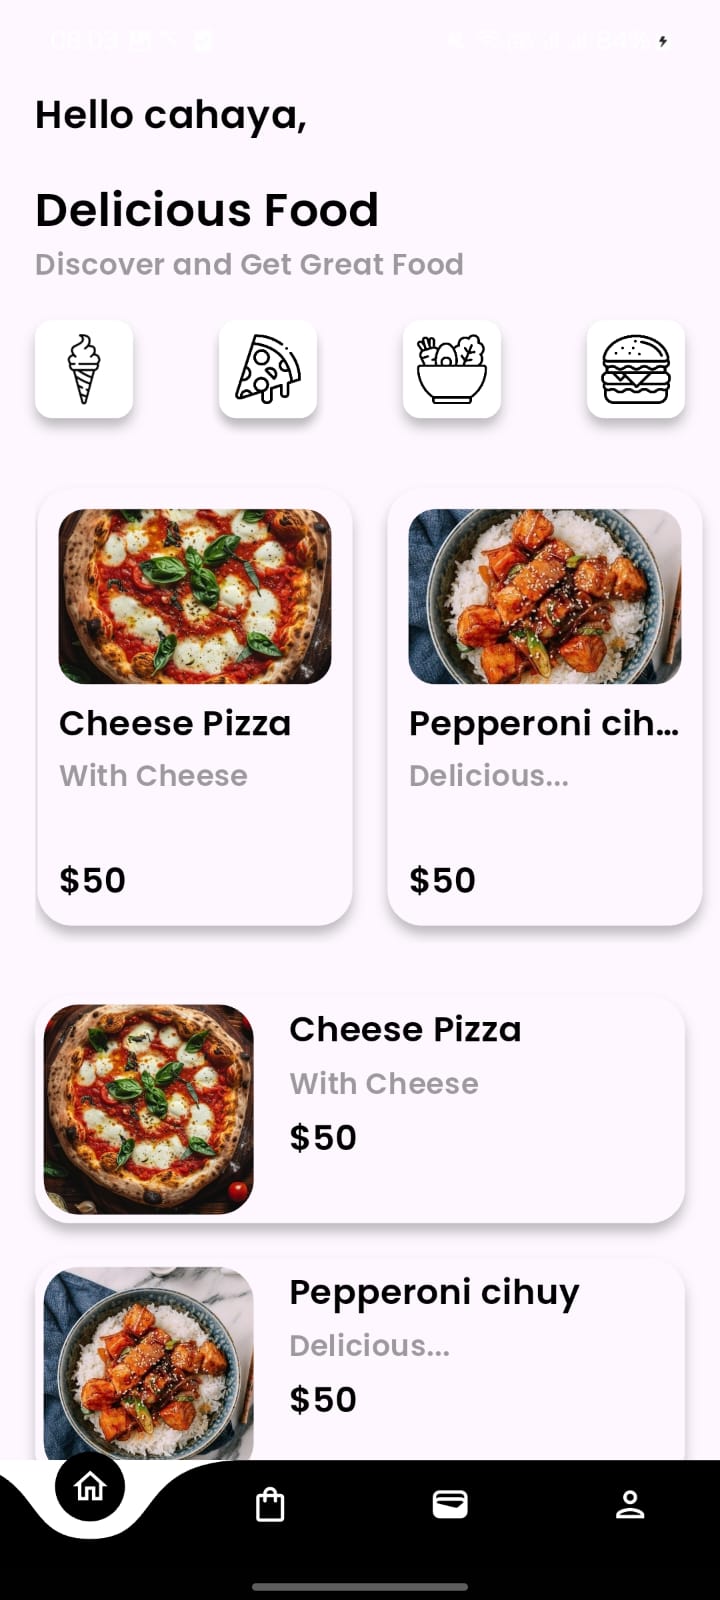 Hello cahaya,
Delicious Food
Discover and Get Great Food
Cheese Pizza
With Cheese
$50
Pepperoni cih...
Delicious...
$50
Cheese Pizza
With Cheese
$50
Pepperoni cihuy
Delicious...
$50